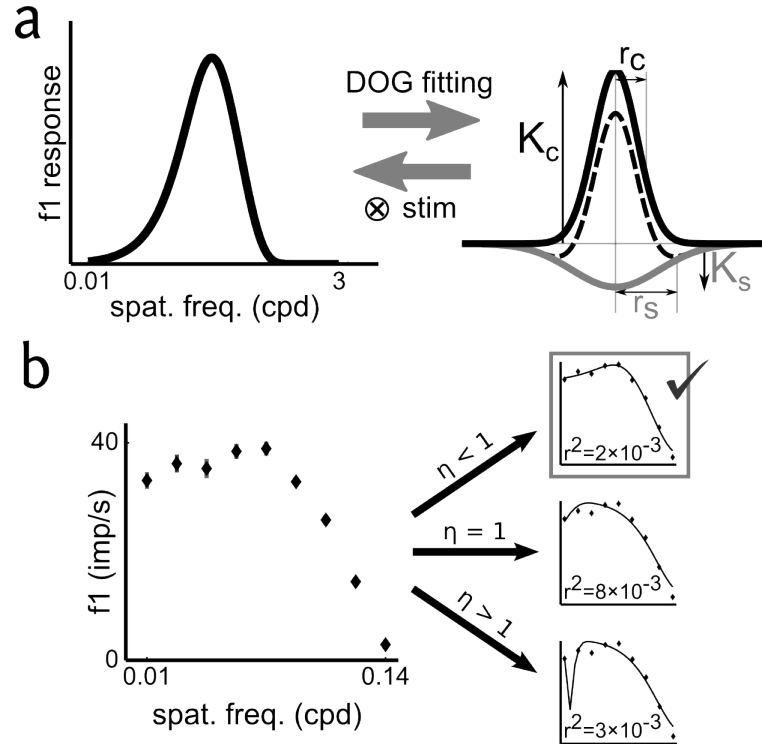 a
f1 response
0.01
3
spat. freq. (cpd)
DOG fitting
⊗ stim
r_c
K_c
K_s
r_s
b
f1 (imp/s)
40
0
0.01
0.14
spat. freq. (cpd)
η < 1
η = 1
η > 1
r²=2×10⁻³
r²=8×10⁻³
r²=3×10⁻³